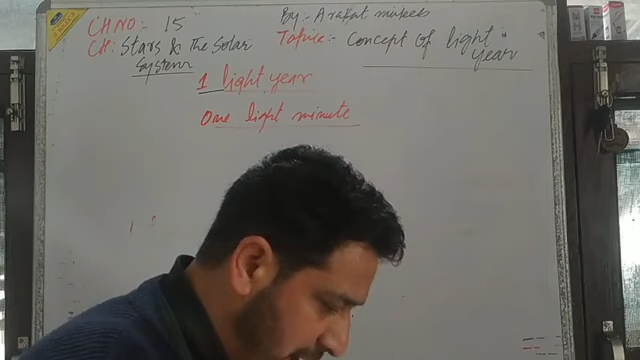 CH NO:- 15
By:- Arafat
CH: Stars & The Solar System
Topic:- Concept Of light year
1 light year
One light minute